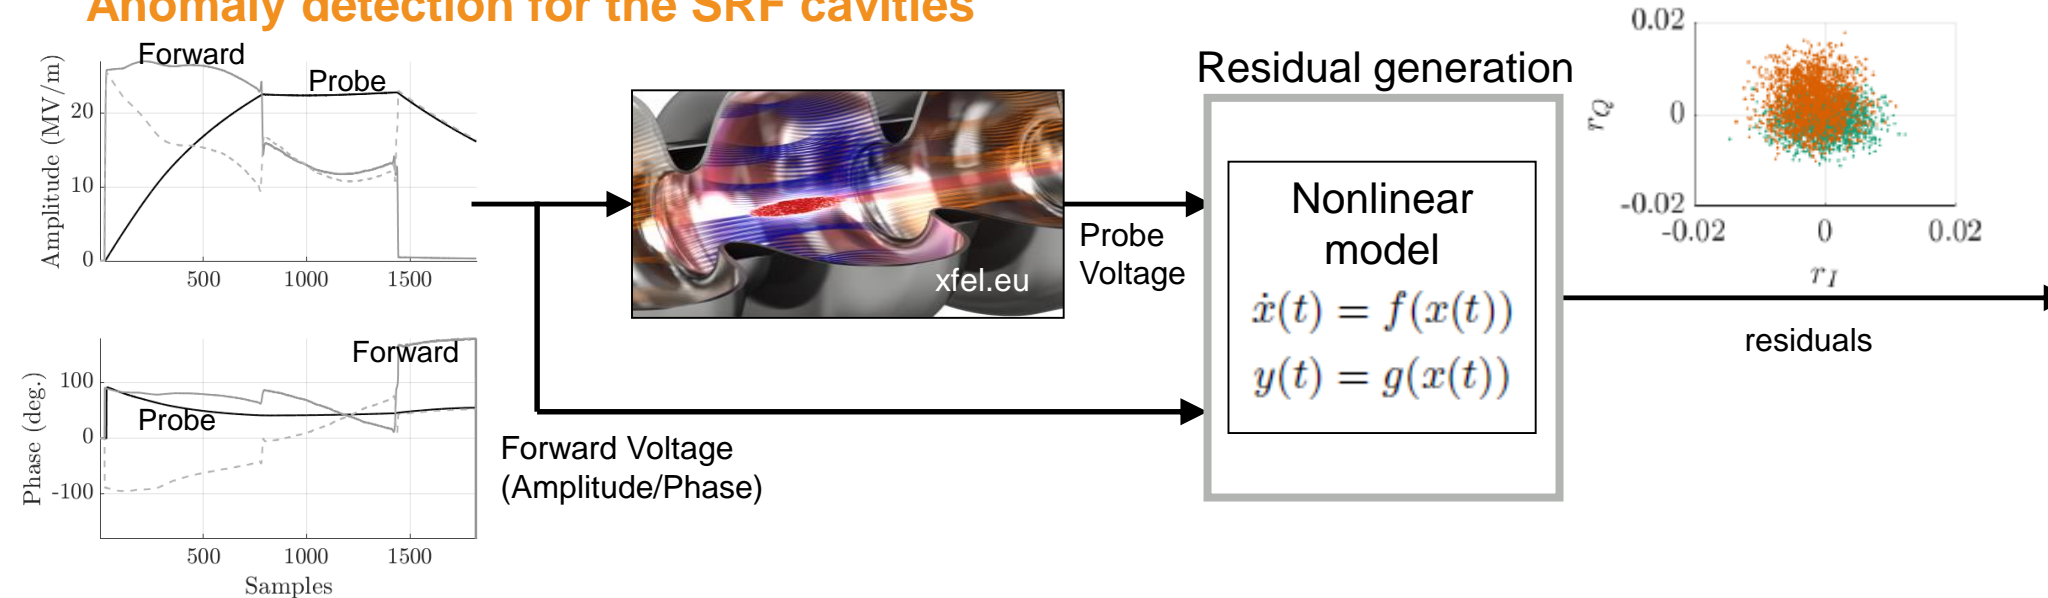 Anomaly detection for the SRF cavities
Forward
Probe
Amplitude (MV/m)
20
10
0
500
1000
1500
Forward
Probe
Phase (deg.)
100
0
-100
500
1000
1500
Samples
Forward Voltage
(Amplitude/Phase)
xfel.eu
Probe
Voltage
Residual generation
Nonlinear
model
ẋ(t) = f(x(t))
y(t) = g(x(t))
0.02
0
-0.02
r_Q
-0.02
0
0.02
r_I
residuals